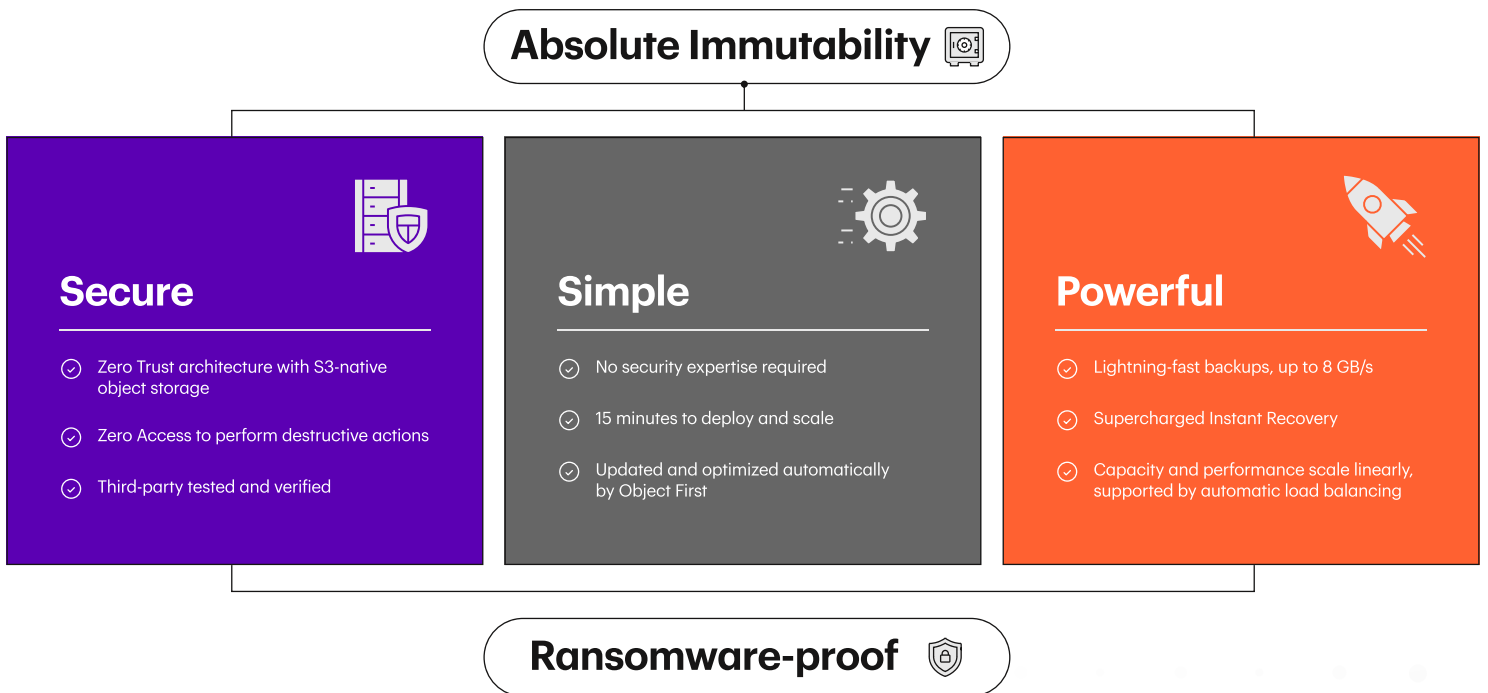 Absolute Immutability
Secure
Zero Trust architecture with S3-native
object storage
Zero Access to perform destructive actions
Third-party tested and verified
Simple
No security expertise required
15 minutes to deploy and scale
Updated and optimized automatically
by Object First
Powerful
Lightning-fast backups, up to 8 GB/s
Supercharged Instant Recovery
Capacity and performance scale linearly,
supported by automatic load balancing
Ransomware-proof